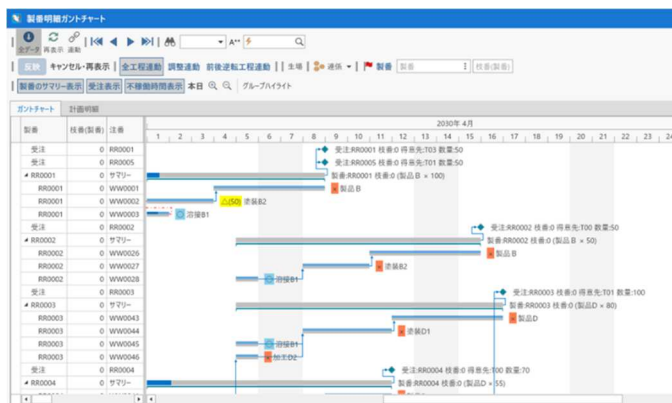 製番明細ガントチャート
全データ 再表示 連動 A** Q
反映 キャンセル・再表示 全工程連動 調整連動 前後逆転工程連動 生場 連係 製番 製番 枝番(製番)
製番のサマリー表示 受注表示 不稼働時間表示 本日 グループハイライト
ガントチャート 計画明細
製番 枝番(製番) 注番 2030年 4月
1 2 3 4 5 6 7 8 9 10 11 12 13 14 15 16 17 18 19 20 21 22 23 24
受注 0 RR0001 受注:RR0001 枝番:0 得意先:T03 数量:50
受注 0 RR0005 受注:RR0005 枝番:0 得意先:T01 数量:50
RR0001 0 サマリー 製番:RR0001 枝番:0 (製品B × 100)
RR0001 0 WW0001 製品B
RR0001 0 WW0002 △(50) 塗装B2
RR0001 0 WW0003 溶接B1
受注 0 RR0002 受注:RR0002 枝番:0 得意先:T00 数量:50
RR0002 0 サマリー 製番:RR0002 枝番:0 (製品B × 50)
RR0002 0 WW0026 製品B
RR0002 0 WW0027 塗装B2
RR0002 0 WW0028 溶接B1
受注 0 RR0003 受注:RR0003 枝番:0 得意先:T01 数量:100
RR0003 0 サマリー 製番:RR0003 枝番:0 (製品D × 80)
RR0003 0 WW0043 製品D
RR0003 0 WW0044 塗装D1
RR0003 0 WW0045 溶接B1
RR0003 0 WW0046 加工D2
受注 0 RR0004 受注:RR0004 枝番:0 得意先:T00 数量:70
RR0004 0 サマリー 製番:RR0004 枝番:0 (製品D × 55)